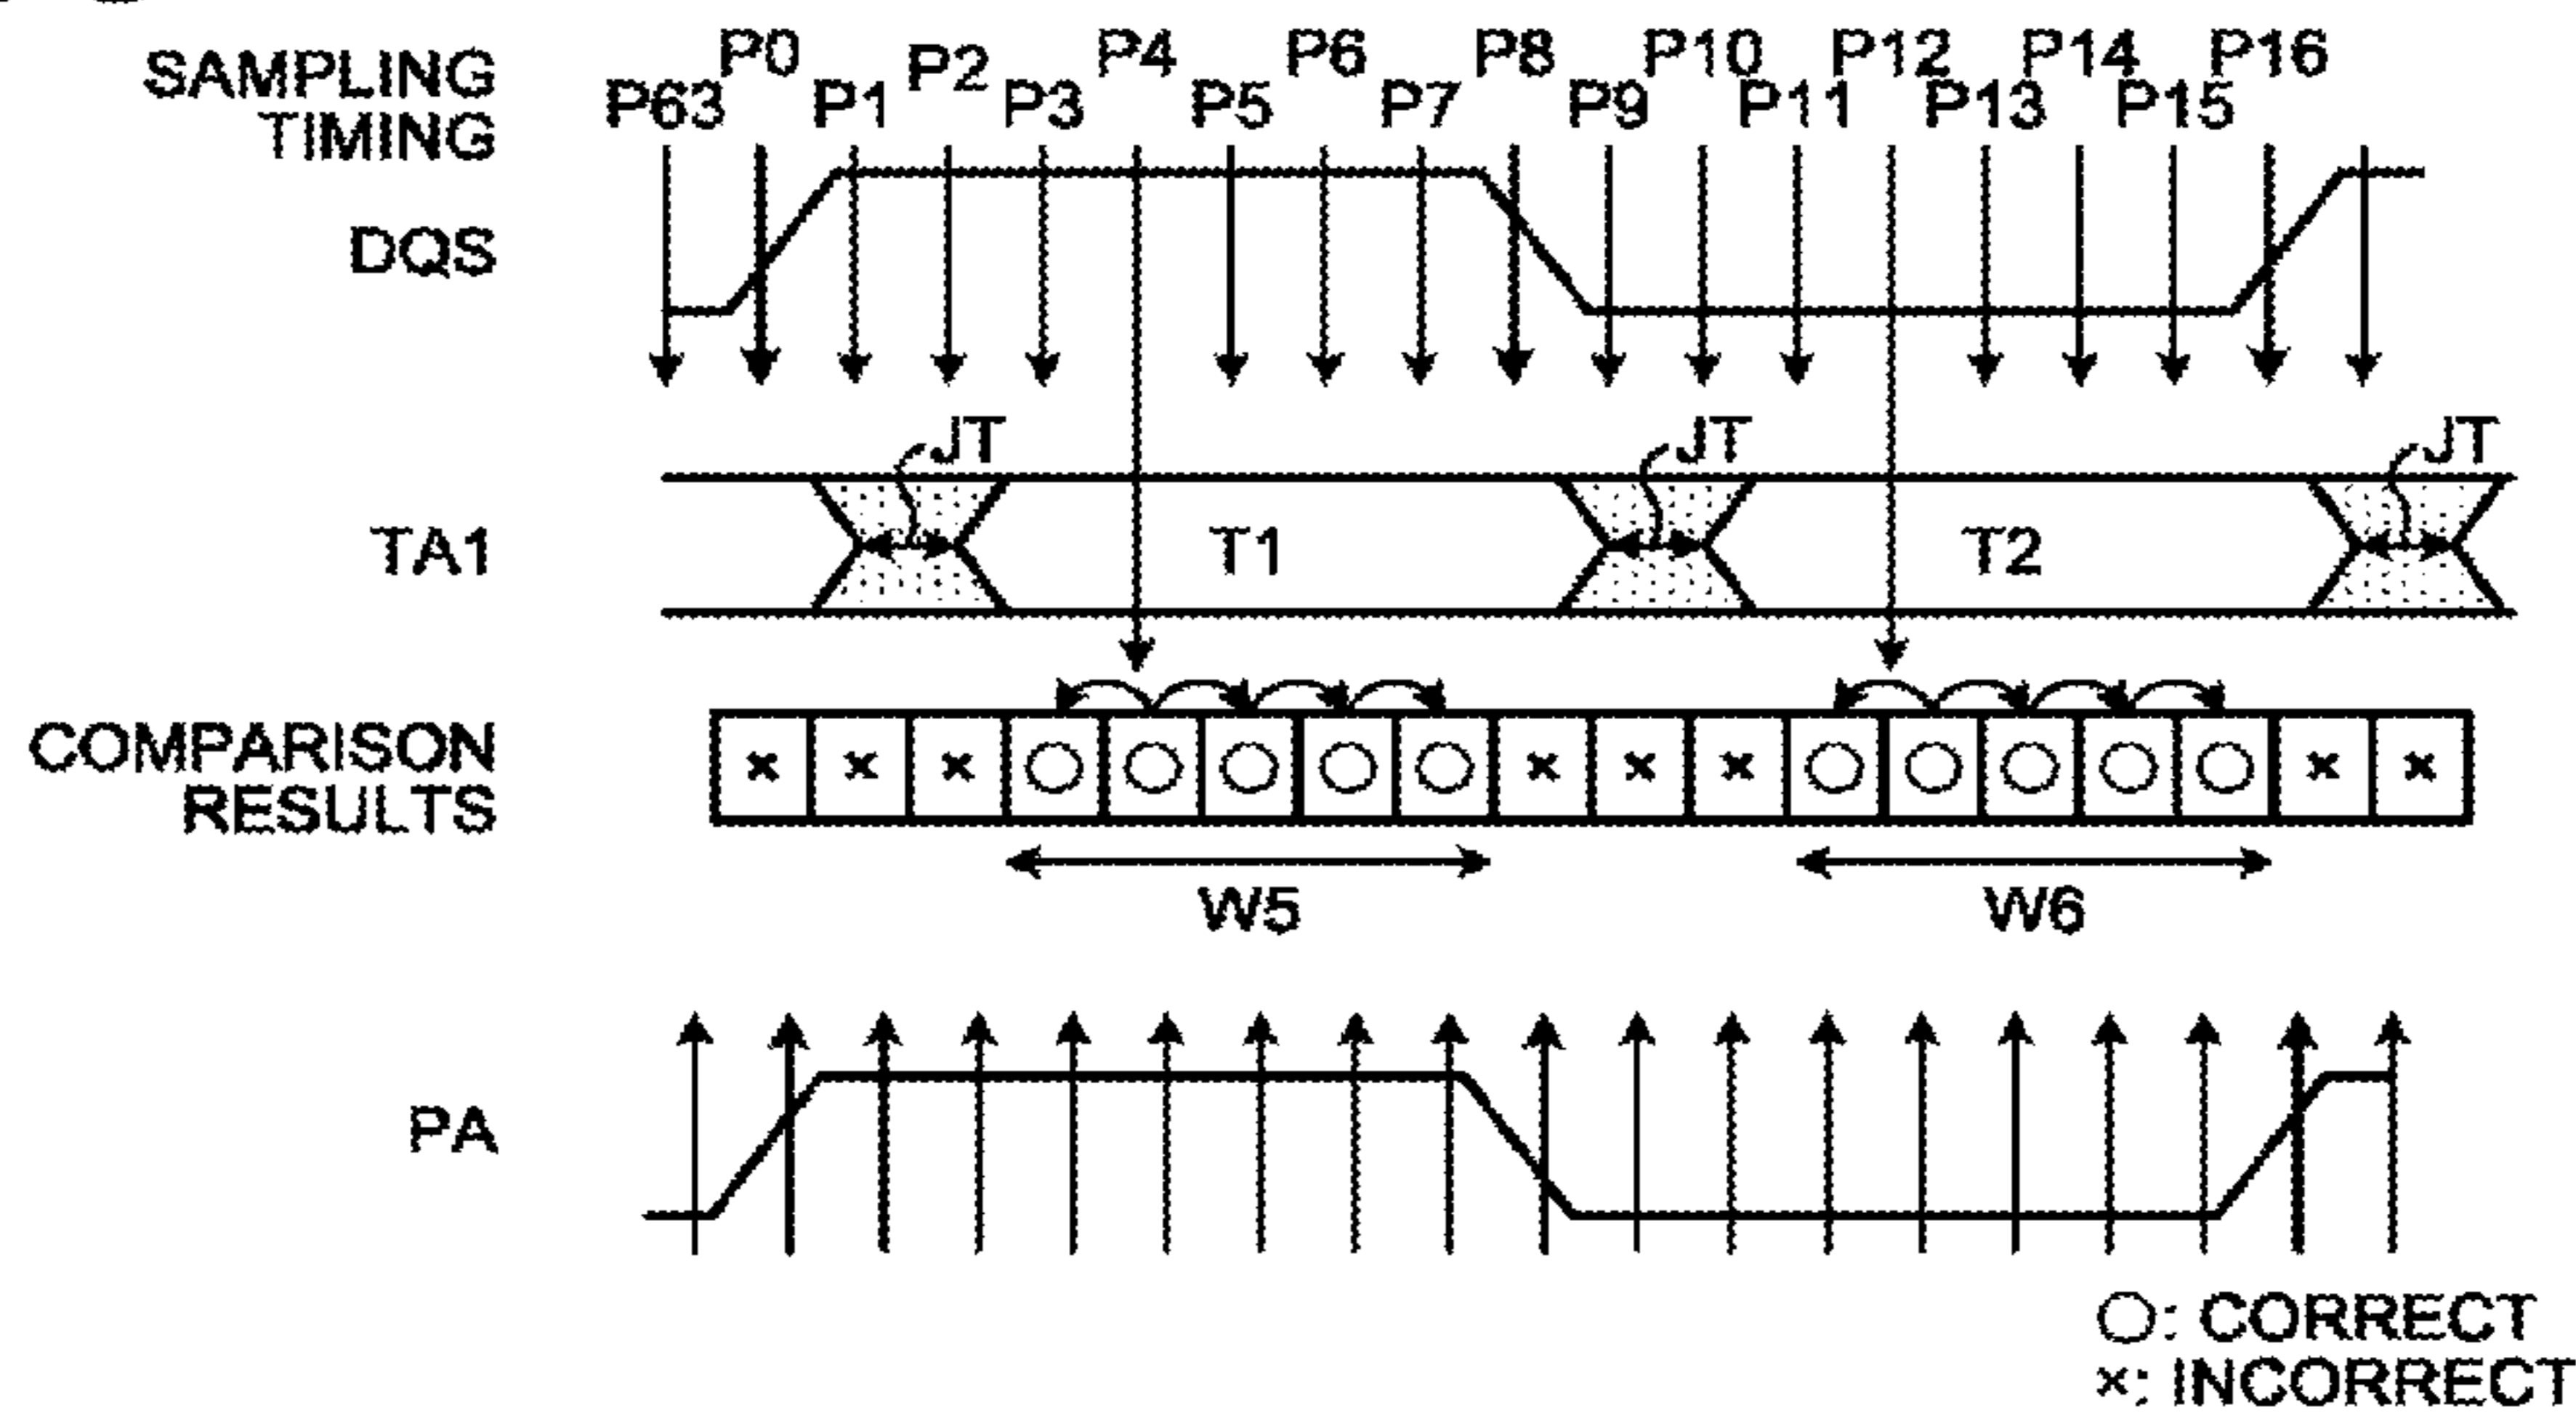 SAMPLING
TIMING
P63 P0 P1 P2 P3 P4 P5 P6 P7 P8 P9 P10 P11 P12 P13 P14 P15 P16
DQS
JT JT JT
TA1 T1 T2
COMPARISON
RESULTS
× × × ○ ○ ○ ○ ○ × × × ○ ○ ○ ○ ○ × ×
W5 W6
PA
○: CORRECT
×: INCORRECT